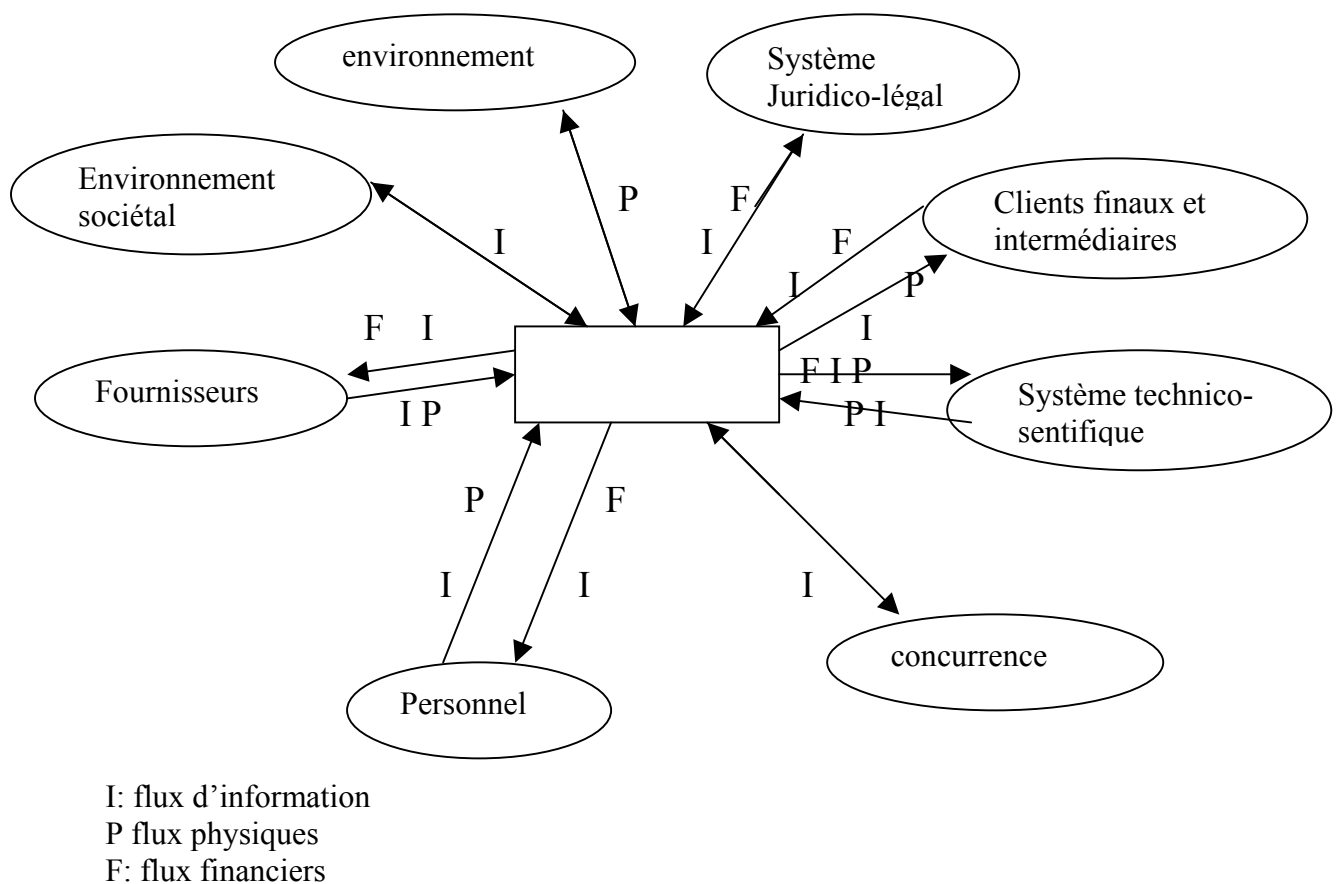 environnement
Système
Juridico-légal
Environnement
sociétal
P
F
I
I
Clients finaux et
intermédiaires
F
I
P
I
F I
Fournisseurs
I P
F I P
P I
Système technico-
sentifique
P
F
I
I
I
concurrence
Personnel
I: flux d’information
P flux physiques
F: flux financiers